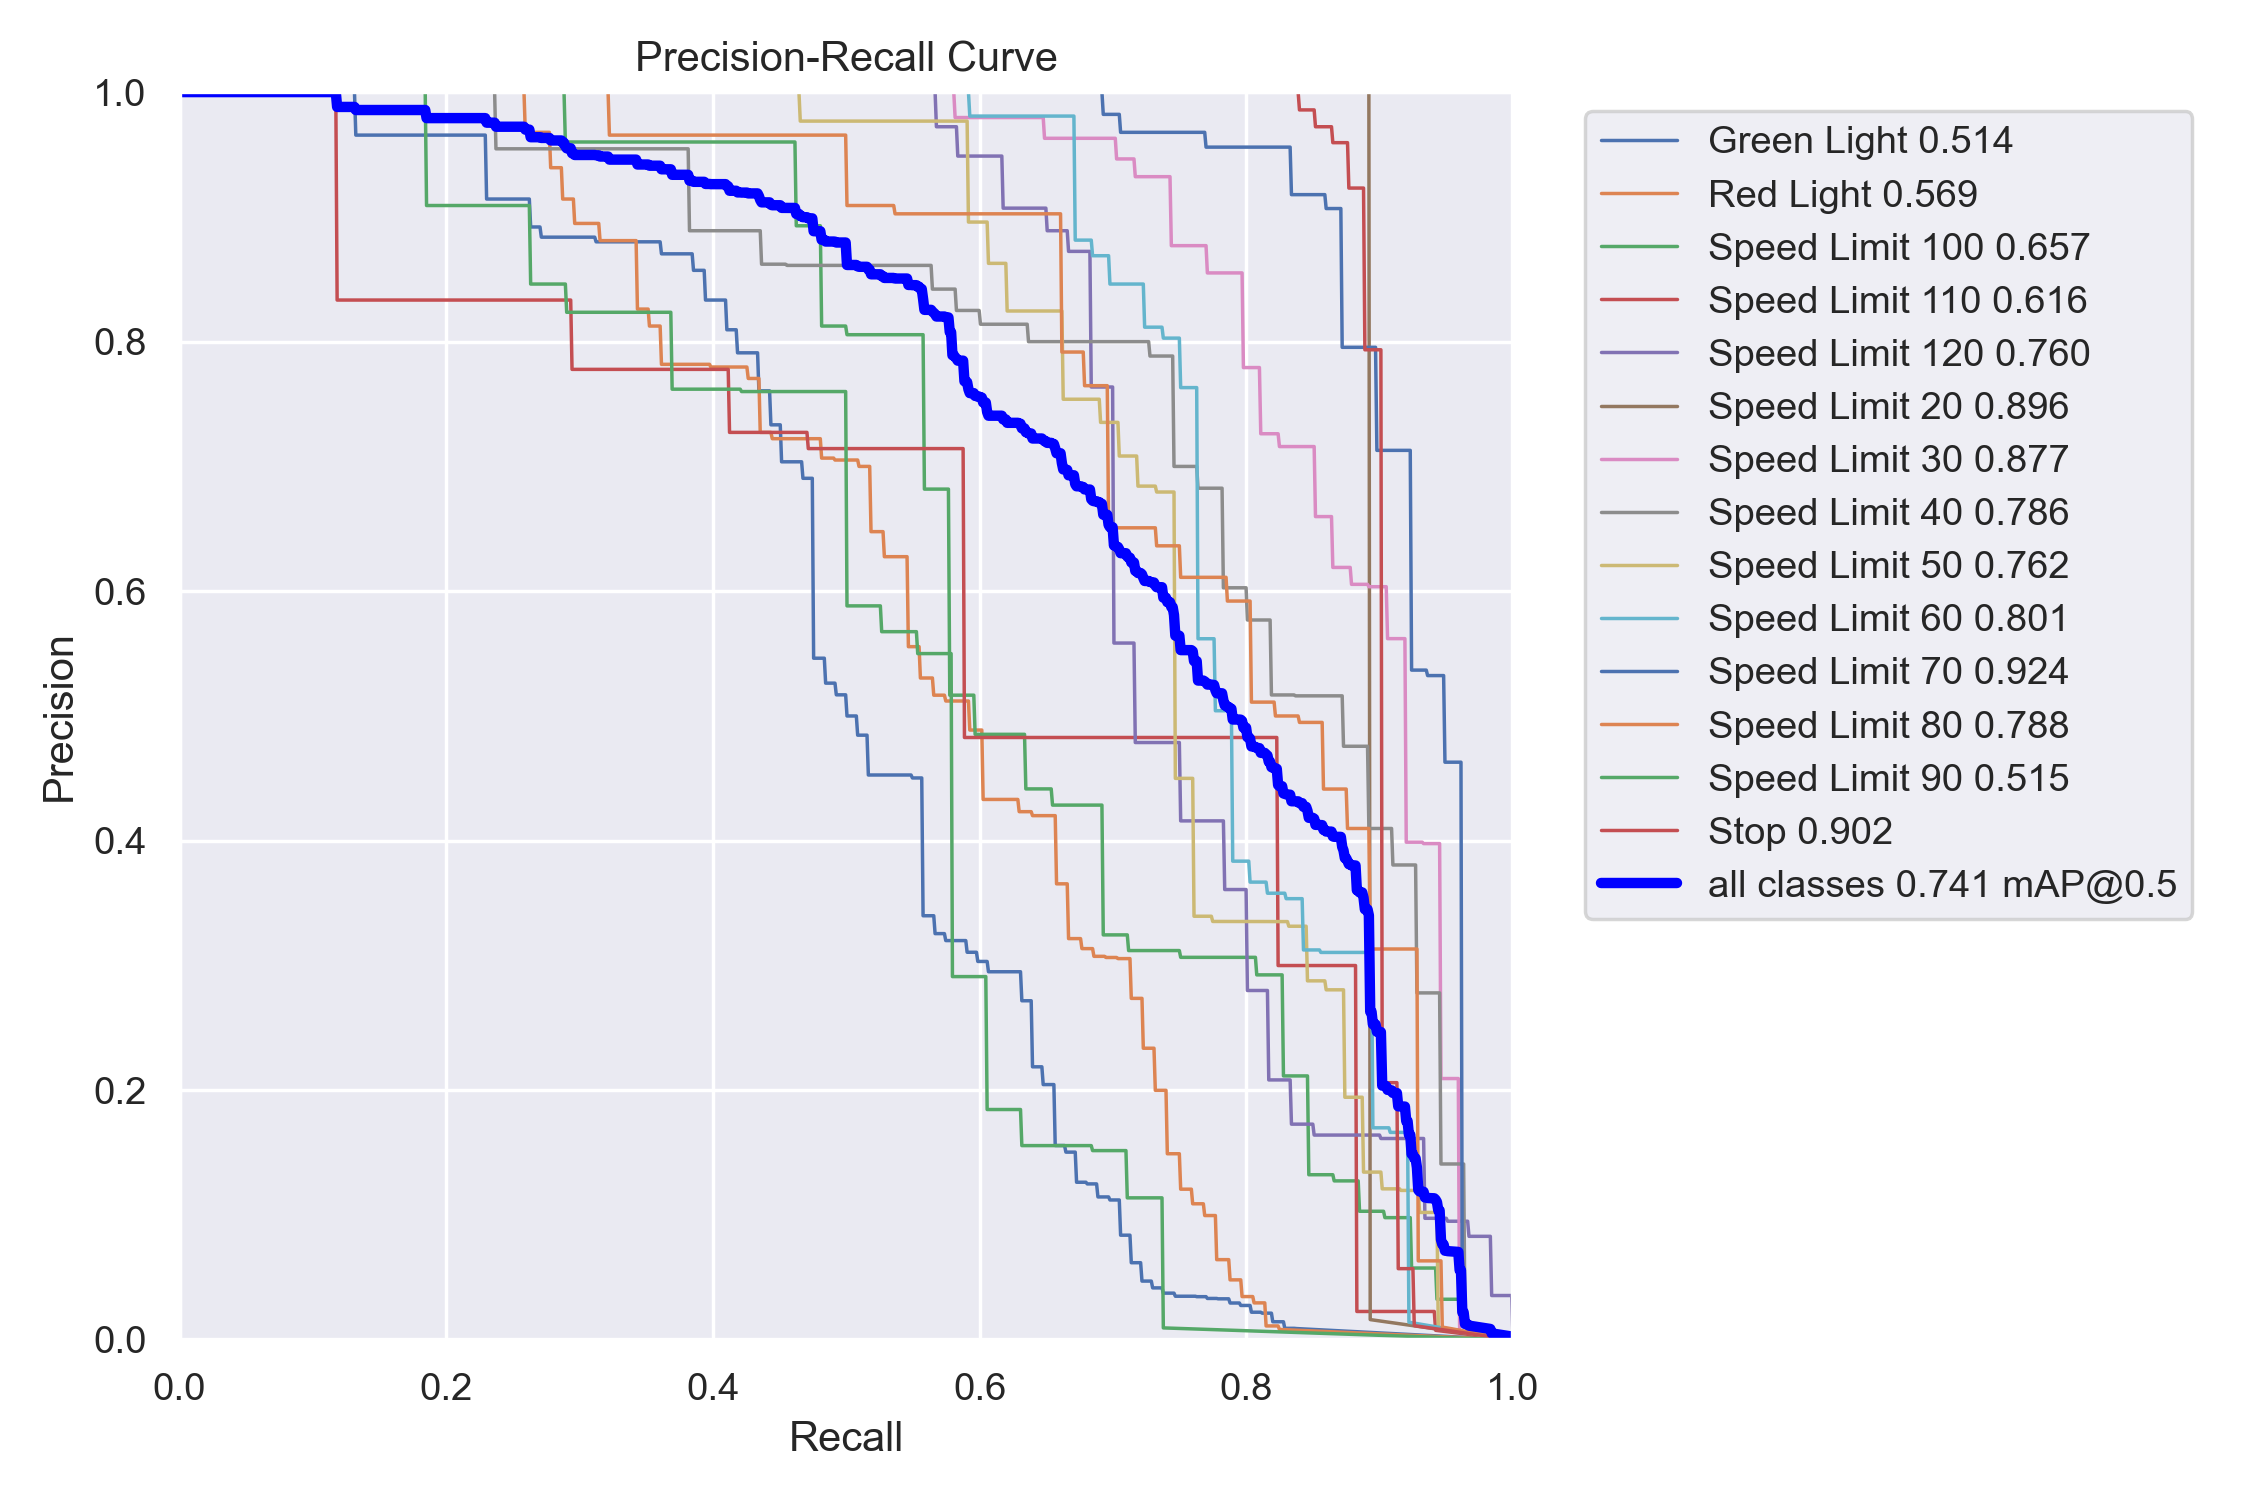 Precision-Recall Curve
1.0
0.8
0.6
0.4
0.2
0.0
Precision
0.0 0.2 0.4 0.6 0.8 1.0
Recall
Green Light 0.514
Red Light 0.569
Speed Limit 100 0.657
Speed Limit 110 0.616
Speed Limit 120 0.760
Speed Limit 20 0.896
Speed Limit 30 0.877
Speed Limit 40 0.786
Speed Limit 50 0.762
Speed Limit 60 0.801
Speed Limit 70 0.924
Speed Limit 80 0.788
Speed Limit 90 0.515
Stop 0.902
all classes 0.741 mAP@0.5